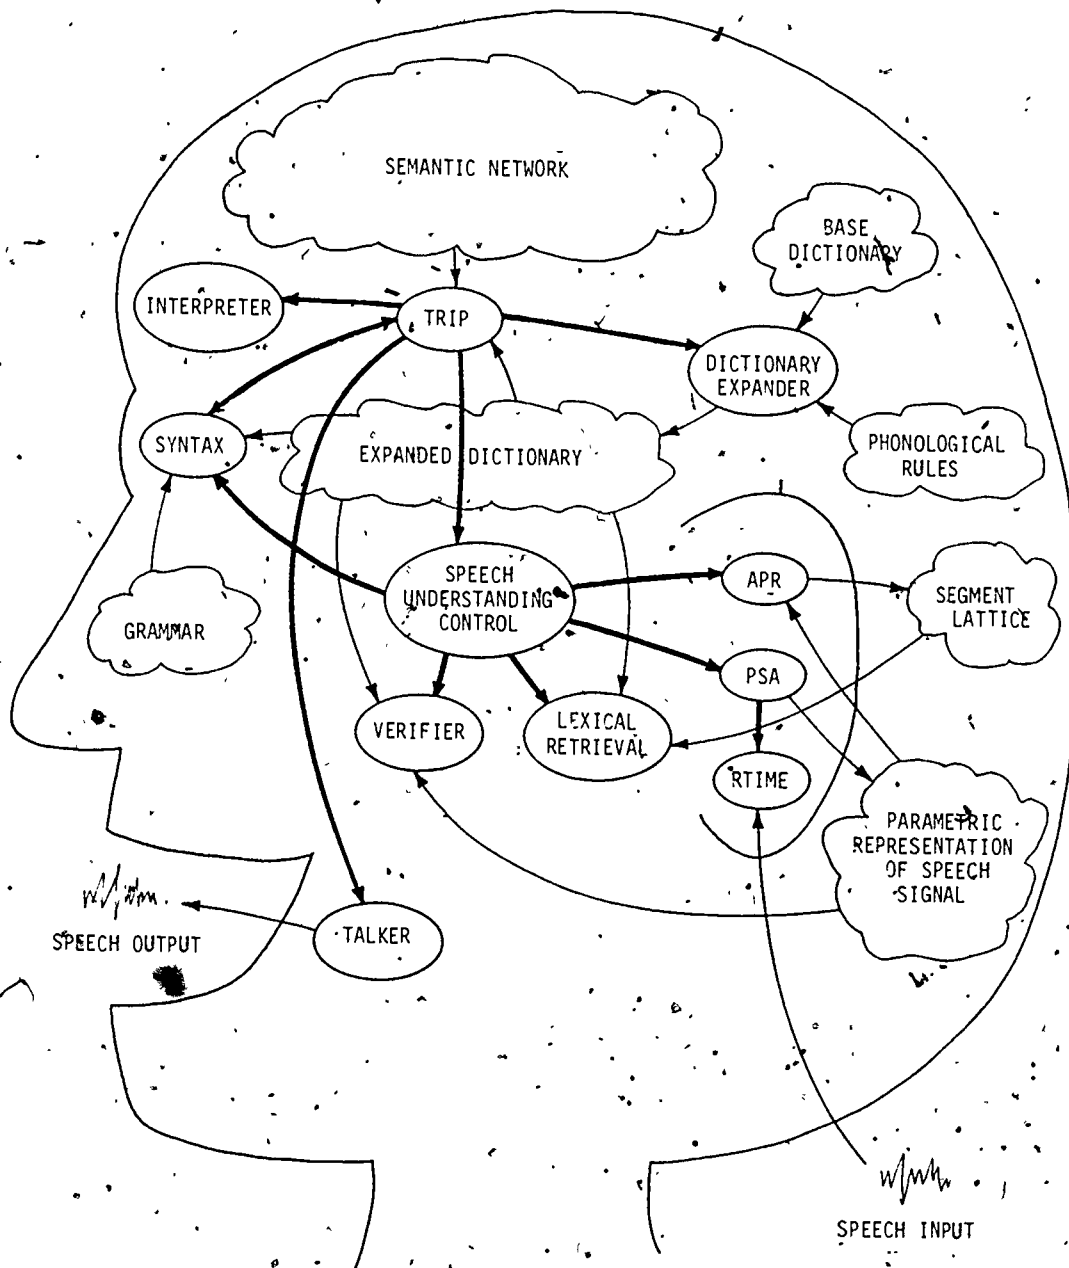 SEMANTIC NETWORK
BASE
DICTIONARY
INTERPRETER
TRIP
DICTIONARY
EXPANDER
SYNTAX
EXPANDED DICTIONARY
PHONOLOGICAL
RULES
SPEECH
UNDERSTANDING
CONTROL
APR
SEGMENT
LATTICE
GRAMMAR
PSA
VERIFIER
LEXICAL
RETRIEVAL
RTIME
PARAMETRIC
REPRESENTATION
OF SPEECH
SIGNAL
SPEECH OUTPUT
TALKER
SPEECH INPUT